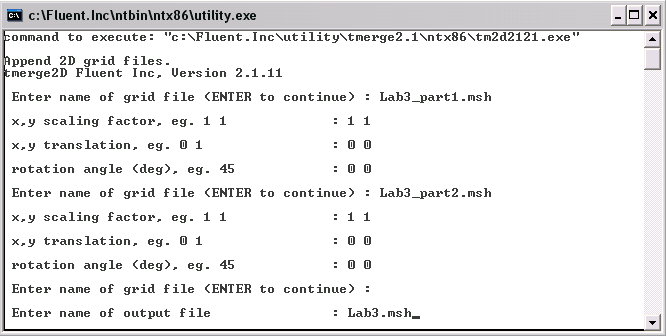 c:\Fluent.Inc\ntbin\ntx86\utility.exe
command to execute: "c:\Fluent.Inc\utility\tmerge2.1\ntx86\tm2d2121.exe"
Append 2D grid files.
tmerge2D Fluent Inc, Version 2.1.11
Enter name of grid file (ENTER to continue) : Lab3_part1.msh
x,y scaling factor, eg. 1 1 : 1 1
x,y translation, eg. 0 1 : 0 0
rotation angle (deg), eg. 45 : 0 0
Enter name of grid file (ENTER to continue) : Lab3_part2.msh
x,y scaling factor, eg. 1 1 : 1 1
x,y translation, eg. 0 1 : 0 0
rotation angle (deg), eg. 45 : 0 0
Enter name of grid file (ENTER to continue) :
Enter name of output file : Lab3.msh_